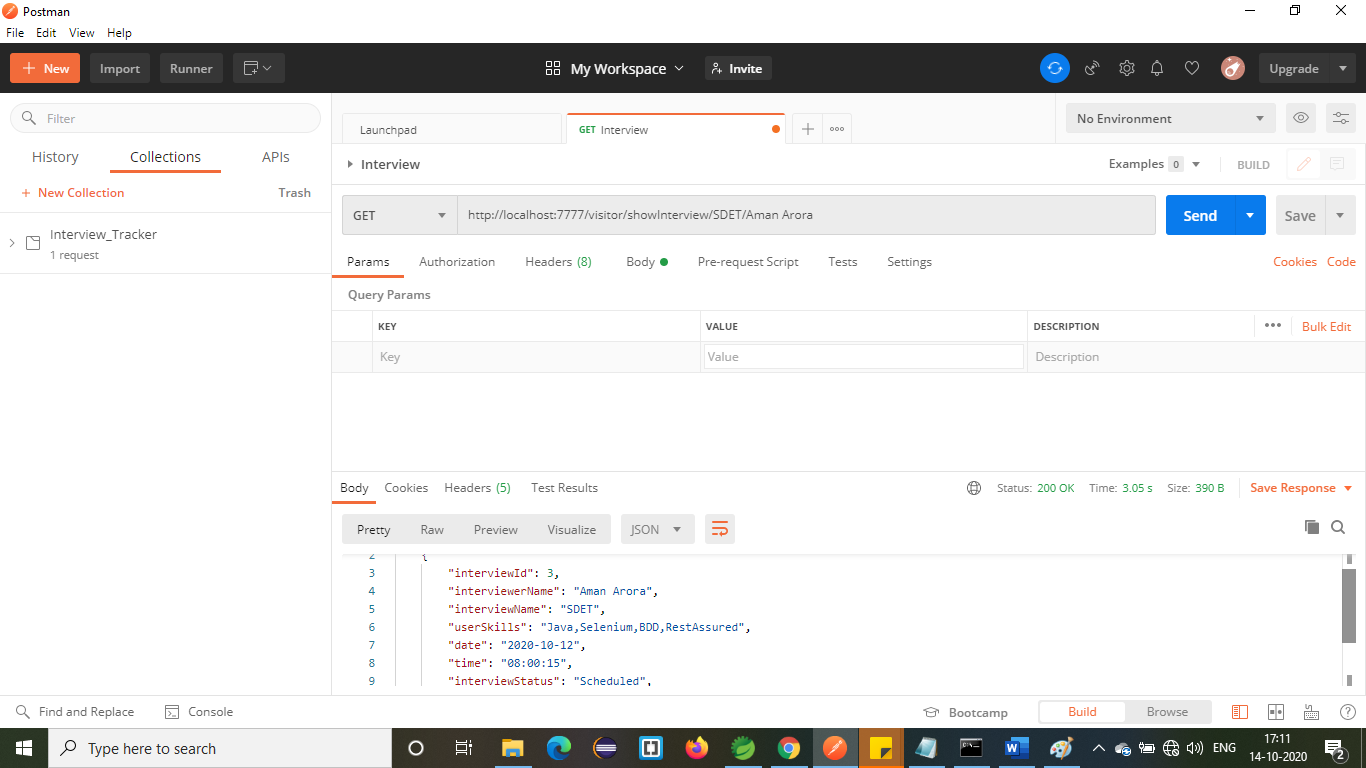 Postman
File Edit View Help
+ New Import Runner My Workspace Invite Upgrade
Filter
History Collections APIs
+ New Collection Trash
Interview_Tracker
1 request
Launchpad GET Interview + ooo No Environment
Interview Examples 0 BUILD
GET http://localhost:7777/visitor/showInterview/SDET/Aman Arora Send Save
Params Authorization Headers (8) Body Pre-request Script Tests Settings Cookies Code
Query Params
KEY VALUE DESCRIPTION ••• Bulk Edit
Key Value Description
Body Cookies Headers (5) Test Results Status: 200 OK Time: 3.05 s Size: 390 B Save Response
Pretty Raw Preview Visualize JSON
2 {
3 "interviewId": 3,
4 "interviewerName": "Aman Arora",
5 "interviewName": "SDET",
6 "userSkills": "Java,Selenium,BDD,RestAssured",
7 "date": "2020-10-12",
8 "time": "08:00:15",
9 "interviewStatus": "Scheduled",
Find and Replace Console Bootcamp Build Browse
Type here to search ENG 17:11
14-10-2020 2